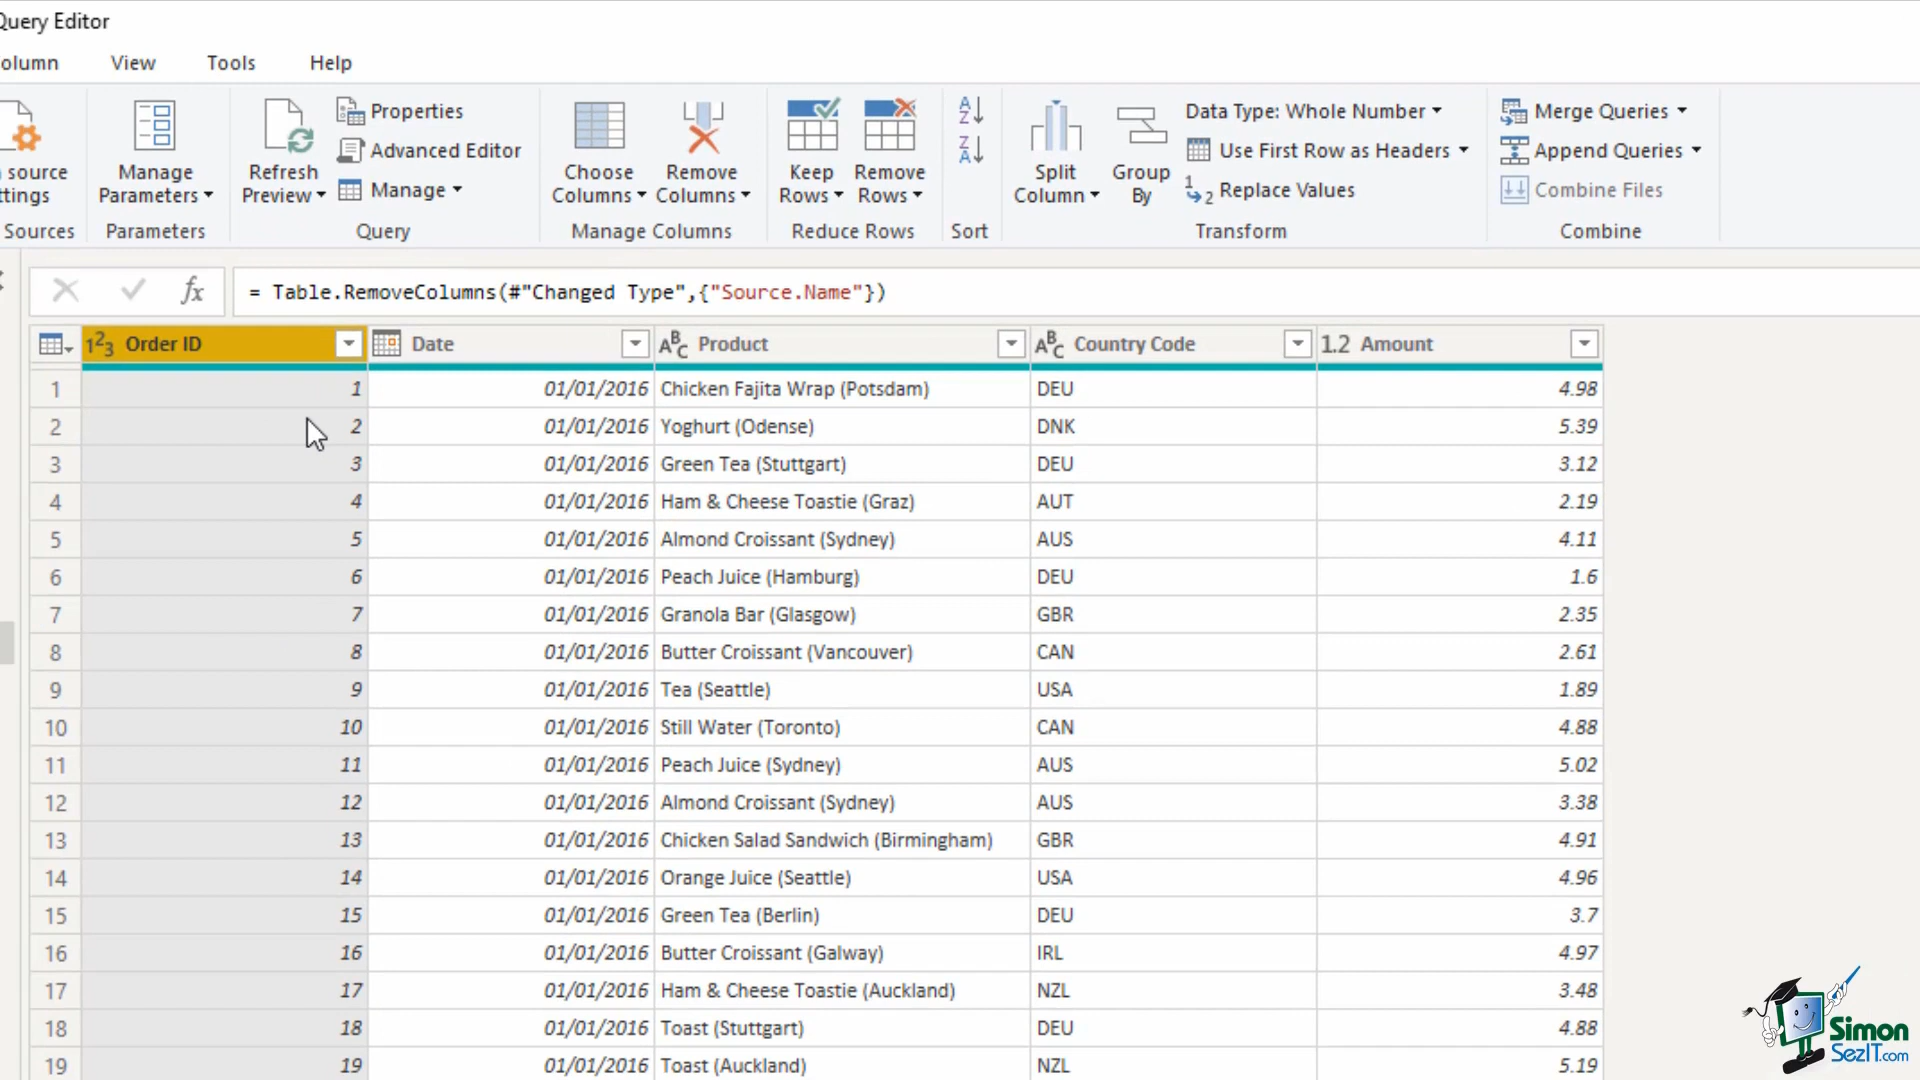 Query Editor
olumn View Tools Help
source
ttings
Sources
Manage
Parameters
Parameters
Refresh
Preview
Properties
Advanced Editor
Manage
Query
Choose
Columns
Remove
Columns
Manage Columns
Keep
Rows
Remove
Rows
Reduce Rows
A
Z
Z
A
Sort
Split
Column
Group
By
Data Type: Whole Number
Use First Row as Headers
1
2 Replace Values
Transform
Merge Queries
Append Queries
Combine Files
Combine
fx = Table.RemoveColumns(#"Changed Type",{"Source.Name"})
123 Order ID Date ABC Product ABC Country Code 1.2 Amount
1 1 01/01/2016 Chicken Fajita Wrap (Potsdam) DEU 4.98
2 2 01/01/2016 Yoghurt (Odense) DNK 5.39
3 3 01/01/2016 Green Tea (Stuttgart) DEU 3.12
4 4 01/01/2016 Ham & Cheese Toastie (Graz) AUT 2.19
5 5 01/01/2016 Almond Croissant (Sydney) AUS 4.11
6 6 01/01/2016 Peach Juice (Hamburg) DEU 1.6
7 7 01/01/2016 Granola Bar (Glasgow) GBR 2.35
8 8 01/01/2016 Butter Croissant (Vancouver) CAN 2.61
9 9 01/01/2016 Tea (Seattle) USA 1.89
10 10 01/01/2016 Still Water (Toronto) CAN 4.88
11 11 01/01/2016 Peach Juice (Sydney) AUS 5.02
12 12 01/01/2016 Almond Croissant (Sydney) AUS 3.38
13 13 01/01/2016 Chicken Salad Sandwich (Birmingham) GBR 4.91
14 14 01/01/2016 Orange Juice (Seattle) USA 4.96
15 15 01/01/2016 Green Tea (Berlin) DEU 3.7
16 16 01/01/2016 Butter Croissant (Galway) IRL 4.97
17 17 01/01/2016 Ham & Cheese Toastie (Auckland) NZL 3.48
18 18 01/01/2016 Toast (Stuttgart) DEU 4.88
19 19 01/01/2016 Toast (Auckland) NZL 5.19
Simon
SezIT.com